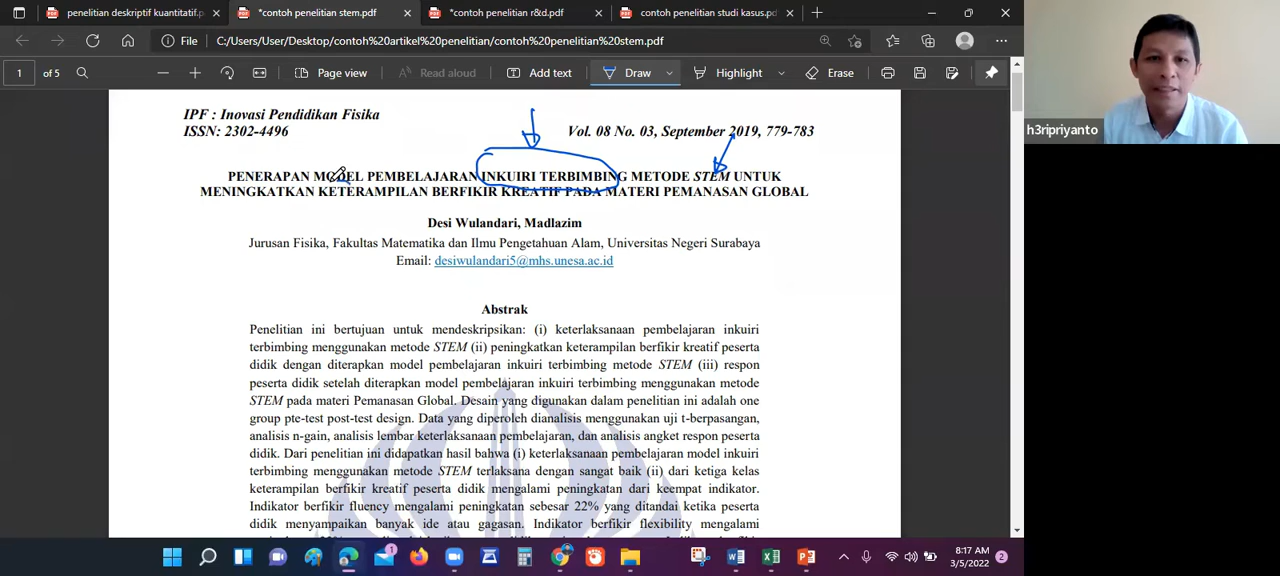 penelitian deskriptif kuantitatif.p
*contoh penelitian stem.pdf
*contoh penelitian r&d.pdf
contoh penelitian studi kasus.pd
File
C:/Users/User/Desktop/contoh%20artikel%20penelitian/contoh%20penelitian%20stem.pdf
1 of 5
Page view
Read aloud
Add text
Draw
Highlight
Erase
h3ripriyanto
IPF : Inovasi Pendidikan Fisika
ISSN: 2302-4496
Vol. 08 No. 03, September 2019, 779-783
PENERAPAN MODEL PEMBELAJARAN INKUIRI TERBIMBING METODE STEM UNTUK
MENINGKATKAN KETERAMPILAN BERFIKIR KREATIF PADA MATERI PEMANASAN GLOBAL
Desi Wulandari, Madlazim
Jurusan Fisika, Fakultas Matematika dan Ilmu Pengetahuan Alam, Universitas Negeri Surabaya
Email: desiwulandari5@mhs.unesa.ac.id
Abstrak
Penelitian ini bertujuan untuk mendeskripsikan: (i) keterlaksanaan pembelajaran inkuiri
terbimbing menggunakan metode STEM (ii) peningkatkan keterampilan berfikir kreatif peserta
didik dengan diterapkan model pembelajaran inkuiri terbimbing metode STEM (iii) respon
peserta didik setelah diterapkan model pembelajaran inkuiri terbimbing menggunakan metode
STEM pada materi Pemanasan Global. Desain yang digunakan dalam penelitian ini adalah one
group pte-test post-test design. Data yang diperoleh dianalisis menggunakan uji t-berpasangan,
analisis n-gain, analisis lembar keterlaksanaan pembelajaran, dan analisis angket respon peserta
didik. Dari penelitian ini didapatkan hasil bahwa (i) keterlaksanaan pembelajaran model inkuiri
terbimbing menggunakan metode STEM terlaksana dengan sangat baik (ii) dari ketiga kelas
keterampilan berfikir kreatif peserta didik mengalami peningkatan dari keempat indikator.
Indikator berfikir fluency mengalami peningkatan sebesar 22% yang ditandai ketika peserta
didik menyampaikan banyak ide atau gagasan. Indikator berfikir flexibility mengalami
8:17 AM
3/5/2022